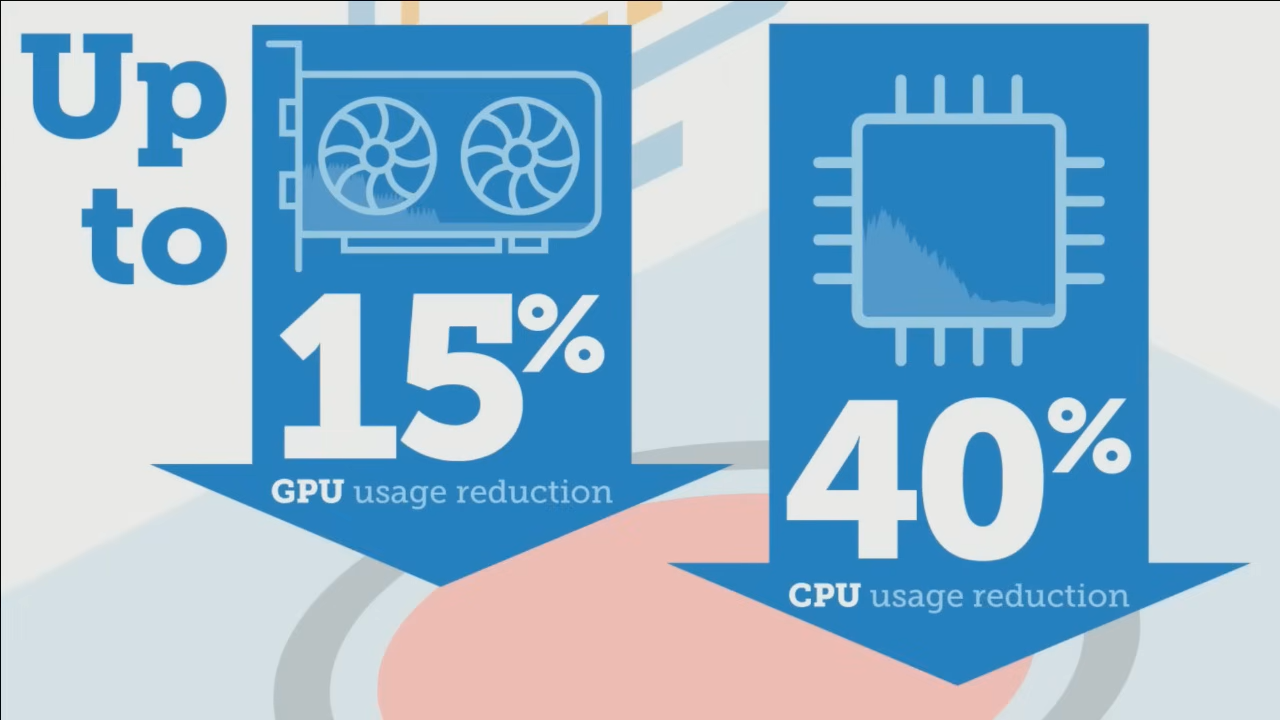 Up
to
15%
GPU usage reduction
40%
CPU usage reduction